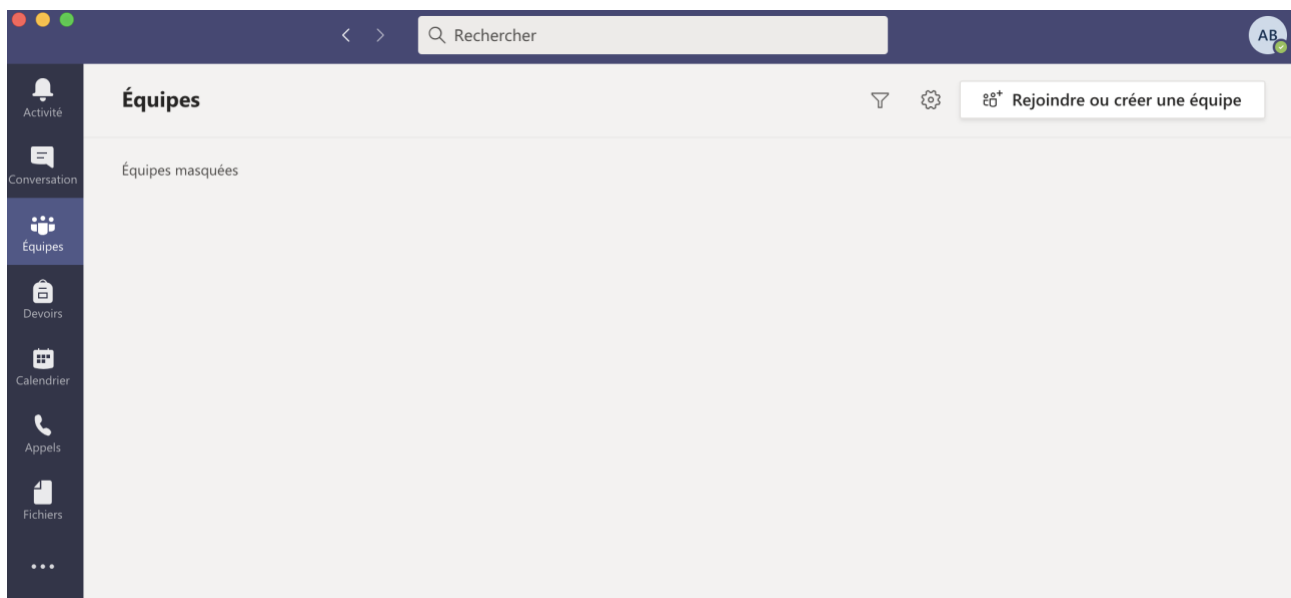 Rechercher
AB
Activité
Conversation
Équipes
Devoirs
Calendrier
Appels
Fichiers
Équipes
Rejoindre ou créer une équipe
Équipes masquées